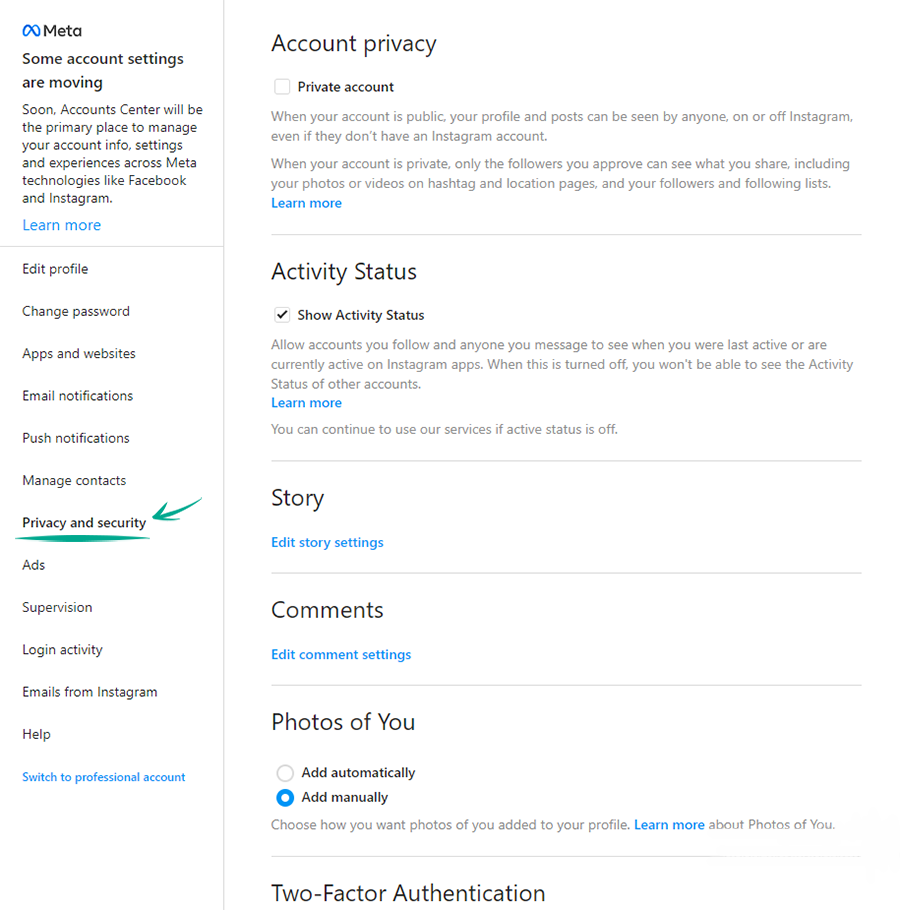 Meta
Some account settings
are moving
Soon, Accounts Center will be
the primary place to manage
your account info, settings
and experiences across Meta
technologies like Facebook
and Instagram.
Learn more
Edit profile
Change password
Apps and websites
Email notifications
Push notifications
Manage contacts
Privacy and security
Ads
Supervision
Login activity
Emails from Instagram
Help
Switch to professional account
Account privacy
Private account
When your account is public, your profile and posts can be seen by anyone, on or off Instagram,
even if they don’t have an Instagram account.
When your account is private, only the followers you approve can see what you share, including
your photos or videos on hashtag and location pages, and your followers and following lists.
Learn more
Activity Status
Show Activity Status
Allow accounts you follow and anyone you message to see when you were last active or are
currently active on Instagram apps. When this is turned off, you won't be able to see the Activity
Status of other accounts.
Learn more
You can continue to use our services if active status is off.
Story
Edit story settings
Comments
Edit comment settings
Photos of You
Add automatically
Add manually
Choose how you want photos of you added to your profile. Learn more about Photos of You.
Two-Factor Authentication